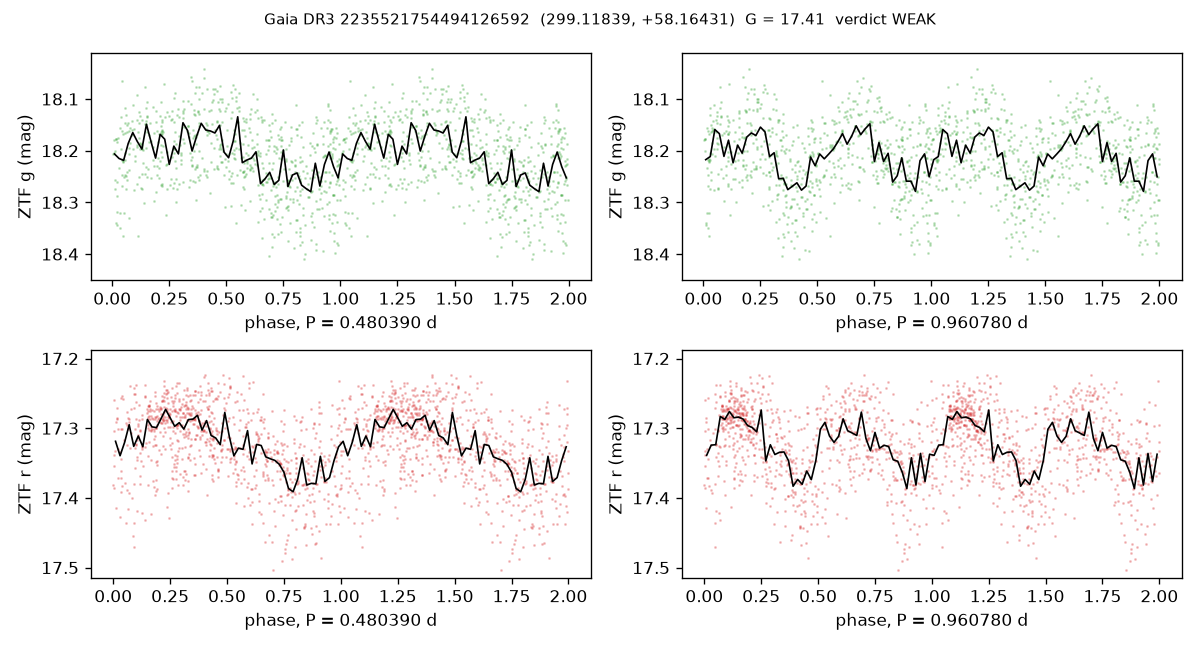 Gaia DR3 2235521754494126592 (299.11839, +58.16431) G = 17.41 verdict WEAK
ZTF g (mag)
18.1
18.2
18.3
18.4
0.00 0.25 0.50 0.75 1.00 1.25 1.50 1.75 2.00
phase, P = 0.480390 d
ZTF g (mag)
18.1
18.2
18.3
18.4
0.00 0.25 0.50 0.75 1.00 1.25 1.50 1.75 2.00
phase, P = 0.960780 d
ZTF r (mag)
17.2
17.3
17.4
17.5
0.00 0.25 0.50 0.75 1.00 1.25 1.50 1.75 2.00
phase, P = 0.480390 d
ZTF r (mag)
17.2
17.3
17.4
17.5
0.00 0.25 0.50 0.75 1.00 1.25 1.50 1.75 2.00
phase, P = 0.960780 d